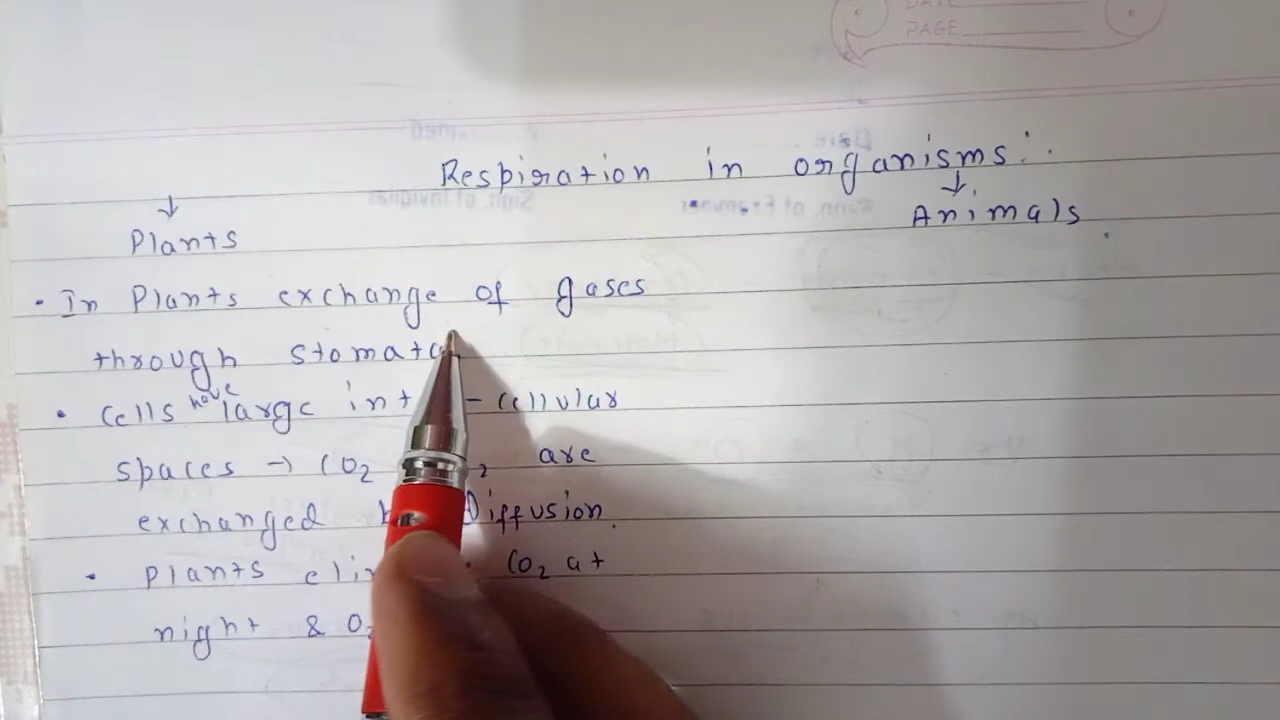 DATE
PAGE
Respiration in organisms :.
↓ ↓
Plants Animals
• In Plants exchange of gases
through stomata
• cells have large - cellular
spaces → CO2 are
exchanged Diffusion.
• Plants CO2 at
night & O2